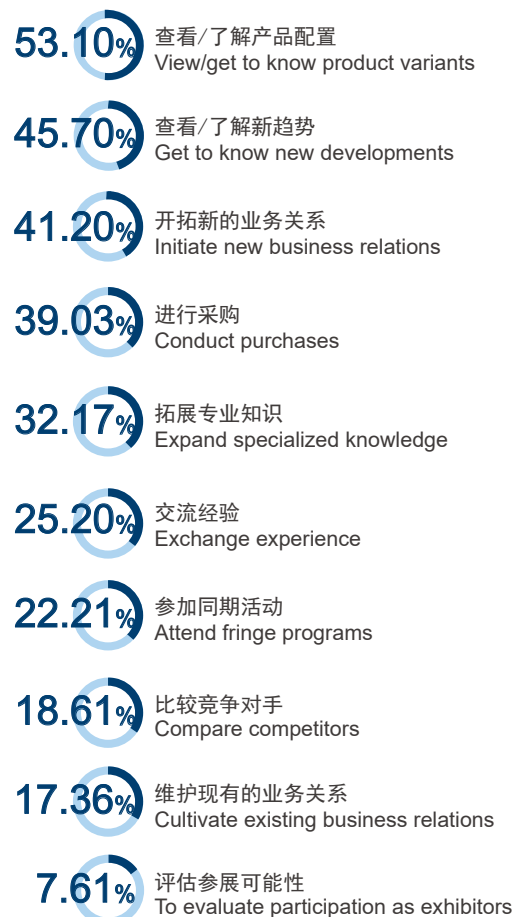 53.10%
查看/了解产品配置
View/get to know product variants
45.70%
查看/了解新趋势
Get to know new developments
41.20%
开拓新的业务关系
Initiate new business relations
39.03%
进行采购
Conduct purchases
32.17%
拓展专业知识
Expand specialized knowledge
25.20%
交流经验
Exchange experience
22.21%
参加同期活动
Attend fringe programs
18.61%
比较竞争对手
Compare competitors
17.36%
维护现有的业务关系
Cultivate existing business relations
7.61%
评估参展可能性
To evaluate participation as exhibitors